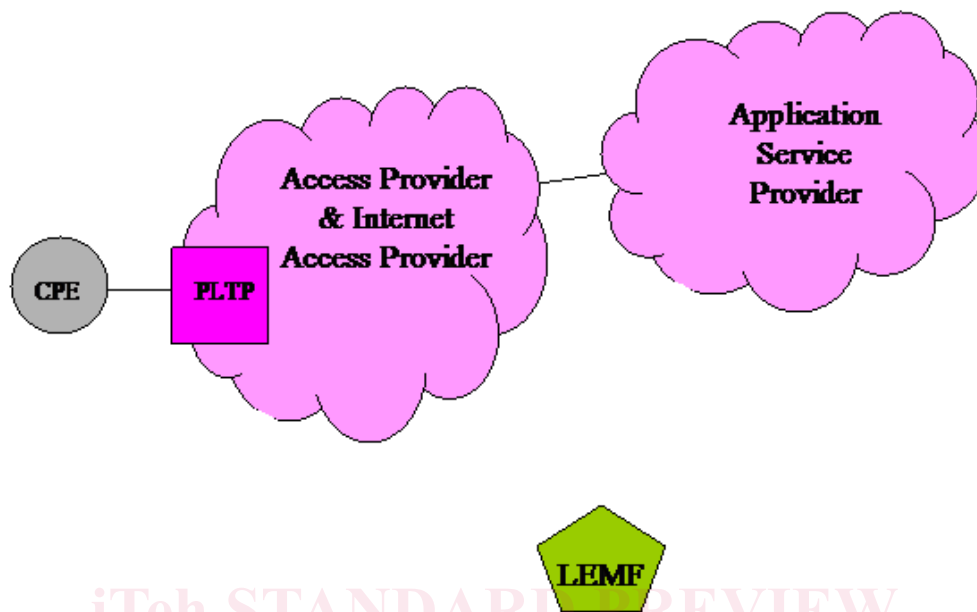 Application
Service
Provider
Access Provider
& Internet
Access Provider
CPE
PLTP
LEMF
iTeh STANDARD PREVIEW